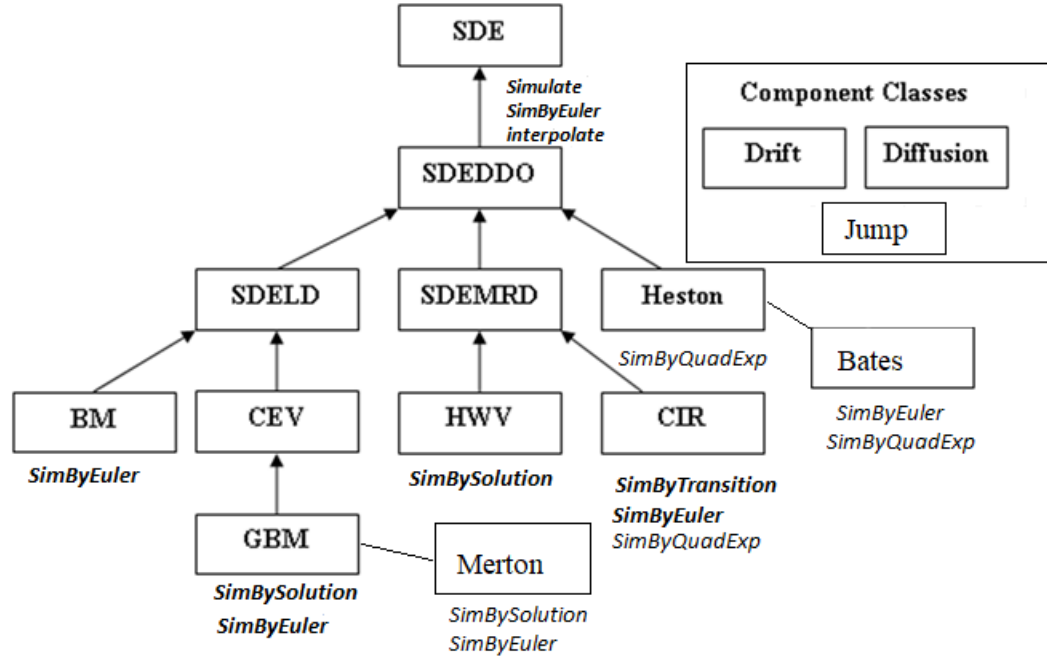 SDE
Simulate
SimByEuler
interpolate
Component Classes
Drift
Diffusion
Jump
SDEDDO
SDELD
SDEMRD
Heston
SimByQuadExp
Bates
SimByEuler
SimByQuadExp
BM
SimByEuler
CEV
HWV
SimBySolution
CIR
SimByTransition
SimByEuler
SimByQuadExp
GBM
SimBySolution
SimByEuler
Merton
SimBySolution
SimByEuler